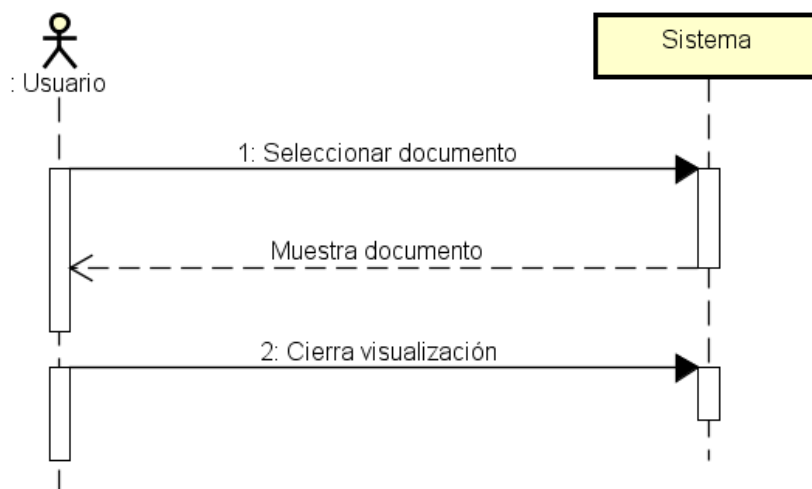 : Usuario
Sistema
1: Seleccionar documento
Muestra documento
2: Cierra visualización